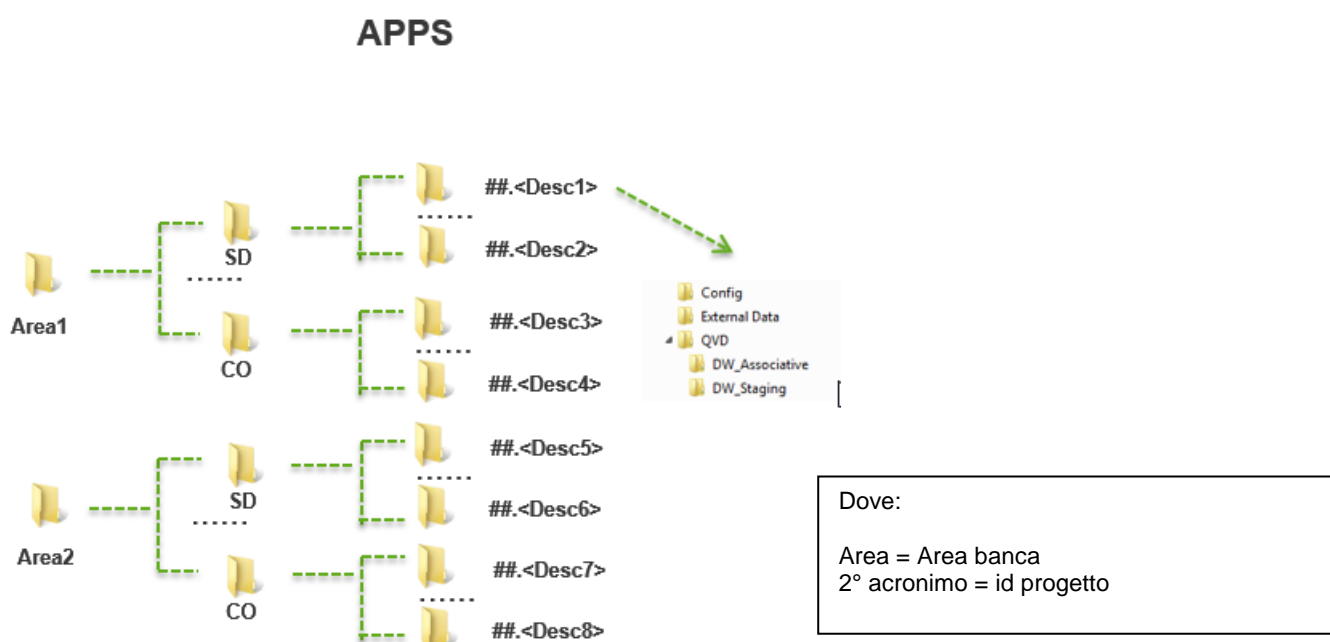 APPS
##.<Desc1>
##.<Desc2>
SD
Area1
CO
##.<Desc3>
##.<Desc4>
Config
External Data
QVD
DW_Associative
DW_Staging
##.<Desc5>
##.<Desc6>
SD
Area2
CO
##.<Desc7>
##.<Desc8>
Dove:
Area = Area banca
2° acronimo = id progetto